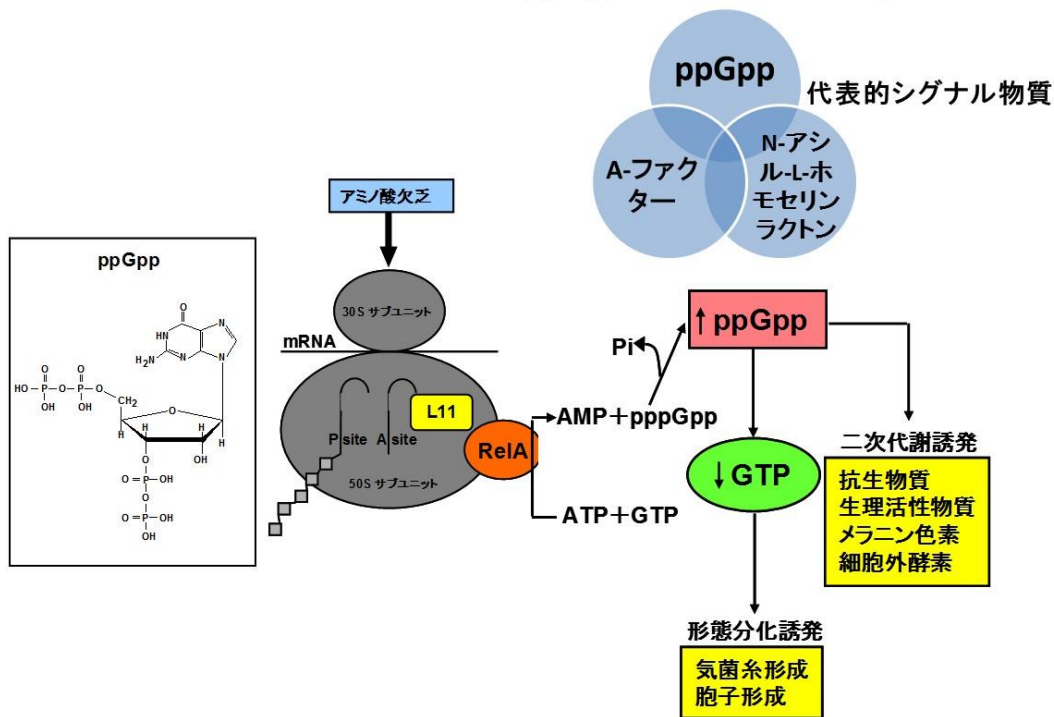 ppGpp
代表的シグナル物質
A-ファク
ター
N-アシ
ル-L-ホ
モセリン
ラクトン
アミノ酸欠乏
ppGpp
O
N
HN
H₂N
N
N
O
O
HO-P-O-P-O
OH
OH
CH₂
O
H
H
H
H
O
OH
O=P-OH
O
O=P-OH
OH
30S サブユニット
mRNA
P site
A site
L11
RelA
50S サブユニット
Pi
↑ppGpp
AMP+pppGpp
ATP+GTP
↓GTP
二次代謝誘発
抗生物質
生理活性物質
メラニン色素
細胞外酵素
形態分化誘発
気菌糸形成
胞子形成